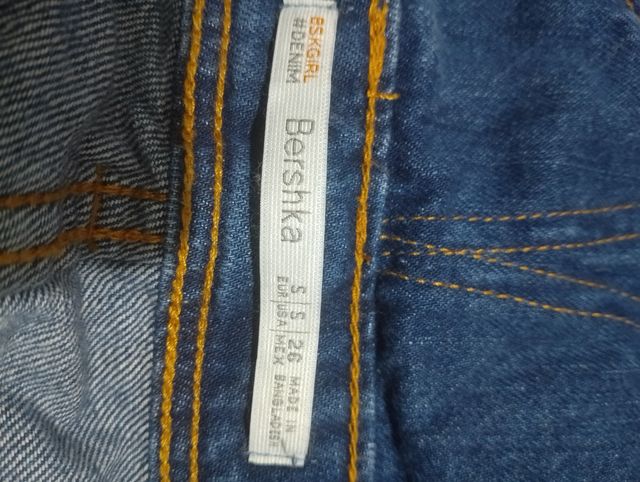 BSKGIRL
#DENIM
Bershka
S | S | 26 MADE IN
EUR | USA | MEX BANGLADESH